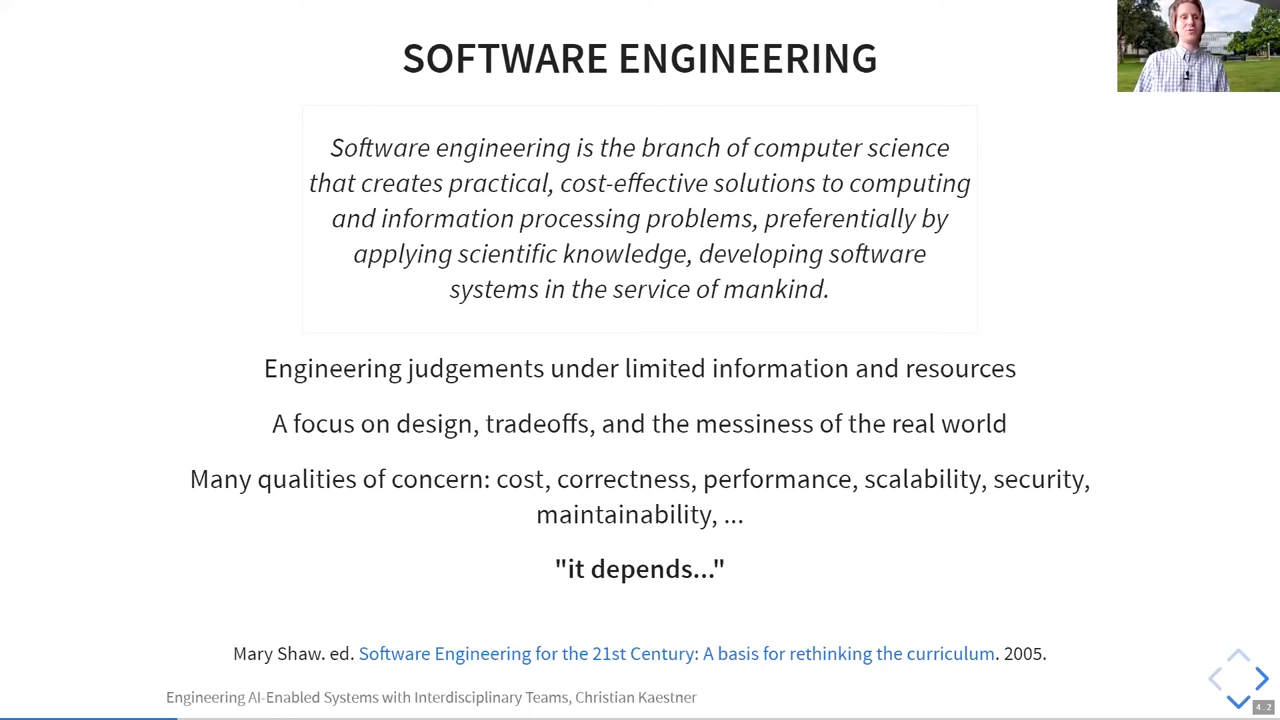 SOFTWARE ENGINEERING
Software engineering is the branch of computer science
that creates practical, cost-effective solutions to computing
and information processing problems, preferentially by
applying scientific knowledge, developing software
systems in the service of mankind.
Engineering judgements under limited information and resources
A focus on design, tradeoffs, and the messiness of the real world
Many qualities of concern: cost, correctness, performance, scalability, security,
maintainability, ...
"it depends..."
Mary Shaw. ed. Software Engineering for the 21st Century: A basis for rethinking the curriculum. 2005.
Engineering AI-Enabled Systems with Interdisciplinary Teams, Christian Kaestner
4.2